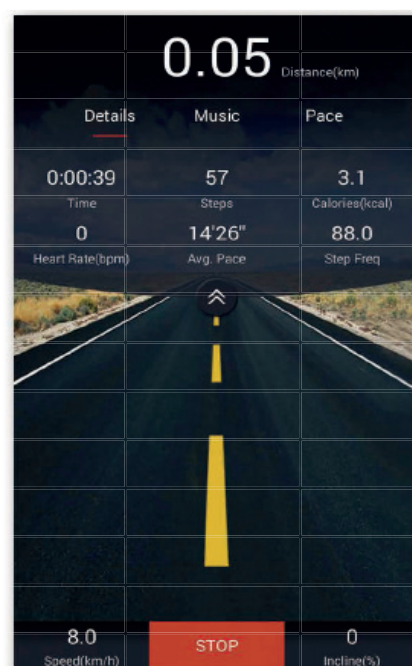 0.05 Distance(km)
Details Music Pace
0:00:39 57 3.1
Time Steps Calories(kcal)
0 14'26" 88.0
Heart Rate(bpm) Avg. Pace Step Freq
8.0 STOP 0
Speed(km/h) Incline(%)